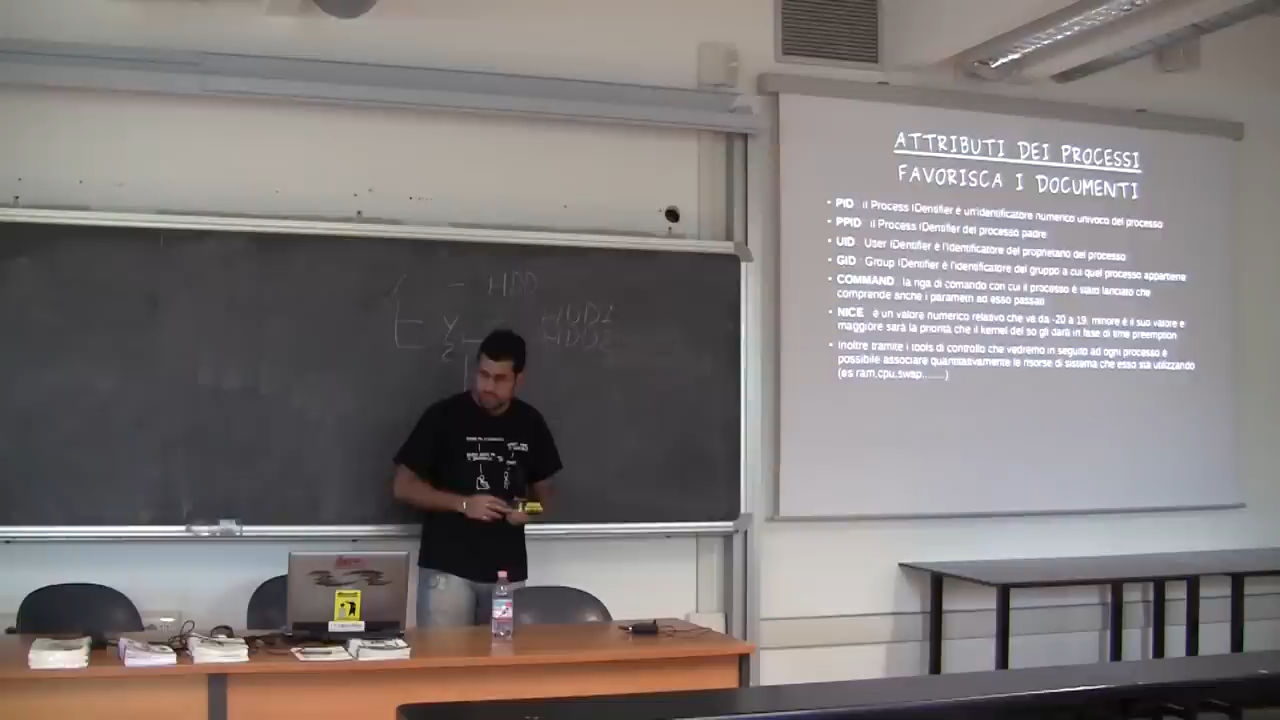 HDD
y HDD1
z HDD2
ATTRIBUTI DEI PROCESSI
FAVORISCA I DOCUMENTI
• PID : il Process IDentifier è un'identificatore numerico univoco del processo
• PPID : il Process IDentifier del processo padre
• UID : User IDentifier è l'identificatore del proprietario del processo
• GID : Group IDentifier è l'identificatore del gruppo a cui quel processo appartiene
• COMMAND : la riga di comando con cui il processo è stato lanciato che
comprende anche i parametri ad esso passati
• NICE : è un valore numerico relativo che va da -20 a 19, minore è il suo valore e
maggiore sarà la priorità che il kernel del so gli darà in fase di time preemption
• Inoltre tramite i tools di controllo che vedremo in seguito ad ogni processo è
possibile associare quantitativamente le risorse di sistema che esso sta utilizzando
(es ram,cpu,swap........)